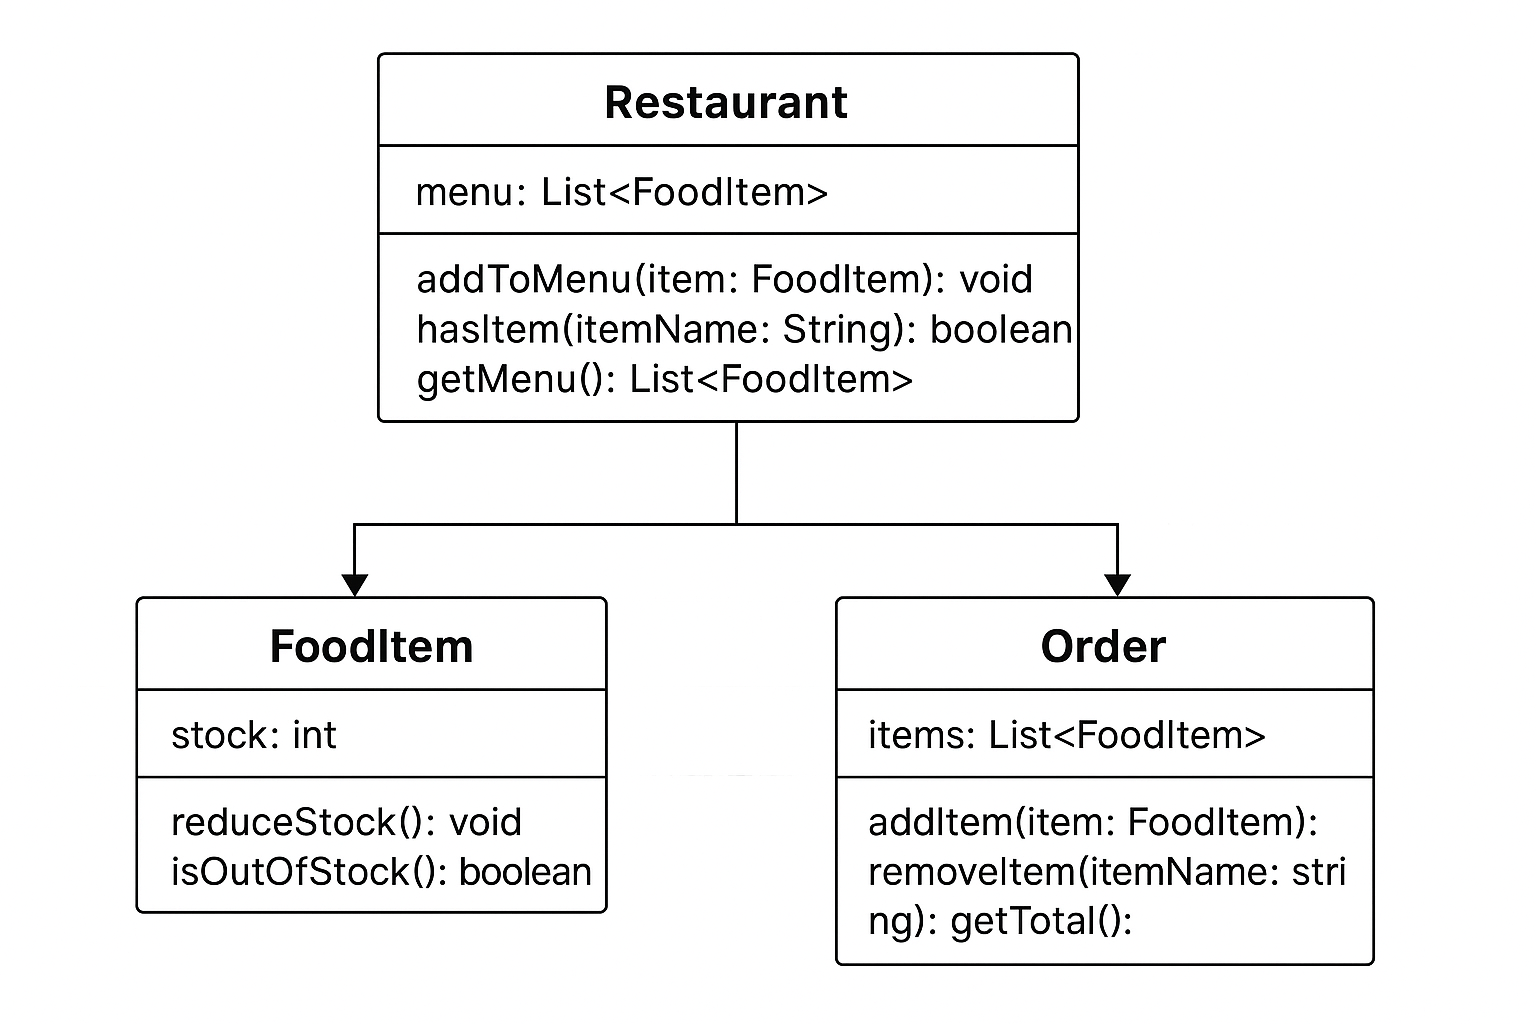 Restaurant
menu: List<FoodItem>
addToMenu(item: FoodItem): void
hasItem(itemName: String): boolean
getMenu(): List<FoodItem>
FoodItem
stock: int
reduceStock(): void
isOutOfStock(): boolean
Order
items: List<FoodItem>
addItem(item: FoodItem):
removeItem(itemName: stri
ng): getTotal():